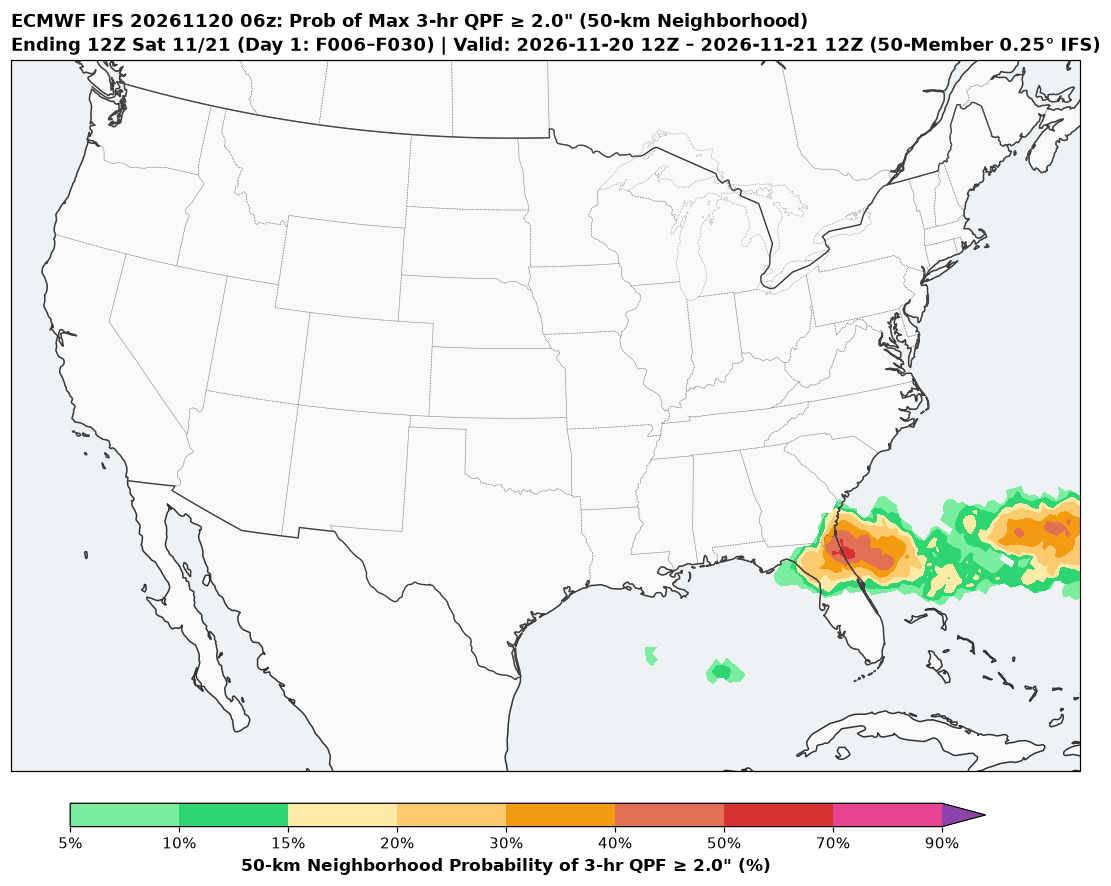 ECMWF IFS 20261120 06z: Prob of Max 3-hr QPF ≥ 2.0" (50-km Neighborhood)
Ending 12Z Sat 11/21 (Day 1: F006–F030) | Valid: 2026-11-20 12Z – 2026-11-21 12Z (50-Member 0.25° IFS)
5% 10% 15% 20% 30% 40% 50% 70% 90%
50-km Neighborhood Probability of 3-hr QPF ≥ 2.0" (%)